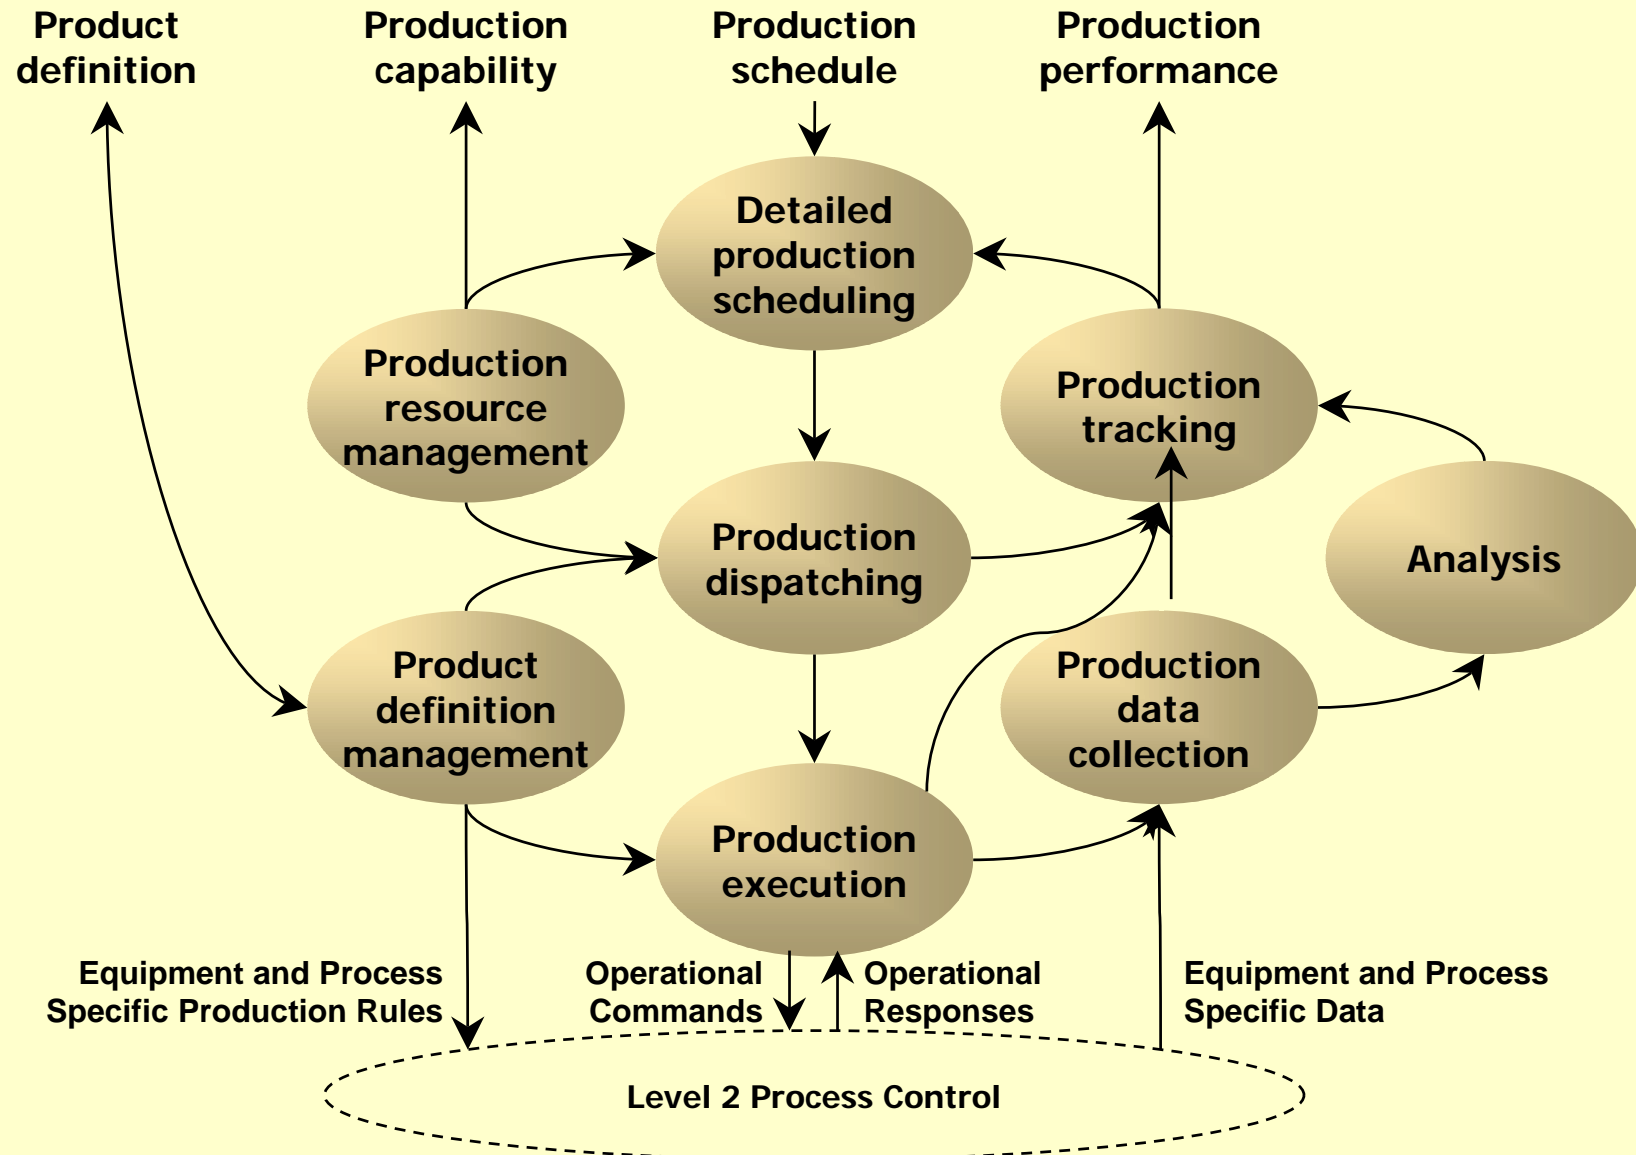 Product
definition
Production
capability
Production
schedule
Production
performance
Detailed
production
scheduling
Production
resource
management
Production
tracking
Production
dispatching
Analysis
Product
definition
management
Production
data
collection
Production
execution
Equipment and Process
Specific Production Rules
Operational
Commands
Operational
Responses
Equipment and Process
Specific Data
Level 2 Process Control